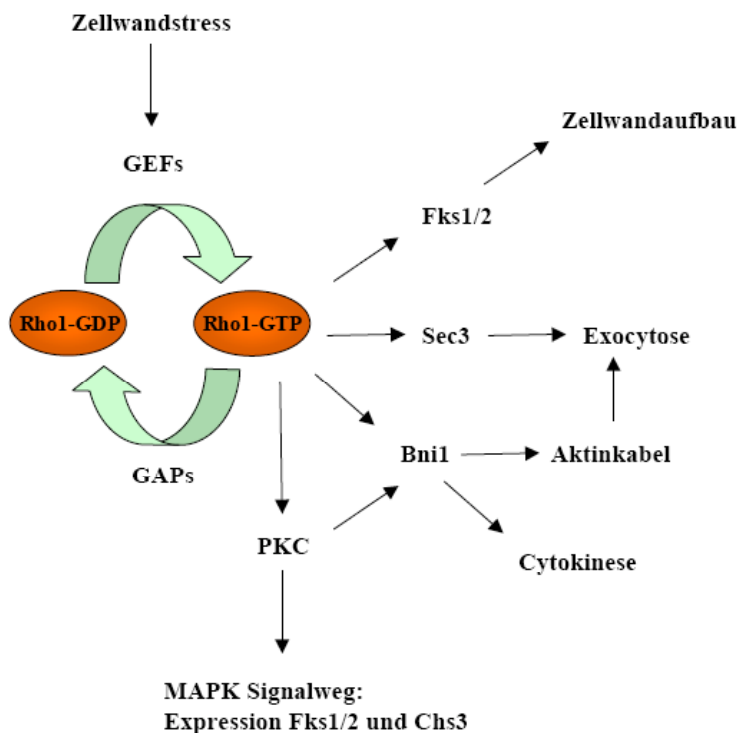 Zellwandstress
Zellwandaufbau
GEFs
Fks1/2
Rho1-GDP
Rho1-GTP
Sec3
Exocytose
Bni1
Aktinkabel
GAPs
PKC
Cytokinese
MAPK Signalweg:
Expression Fks1/2 und Chs3